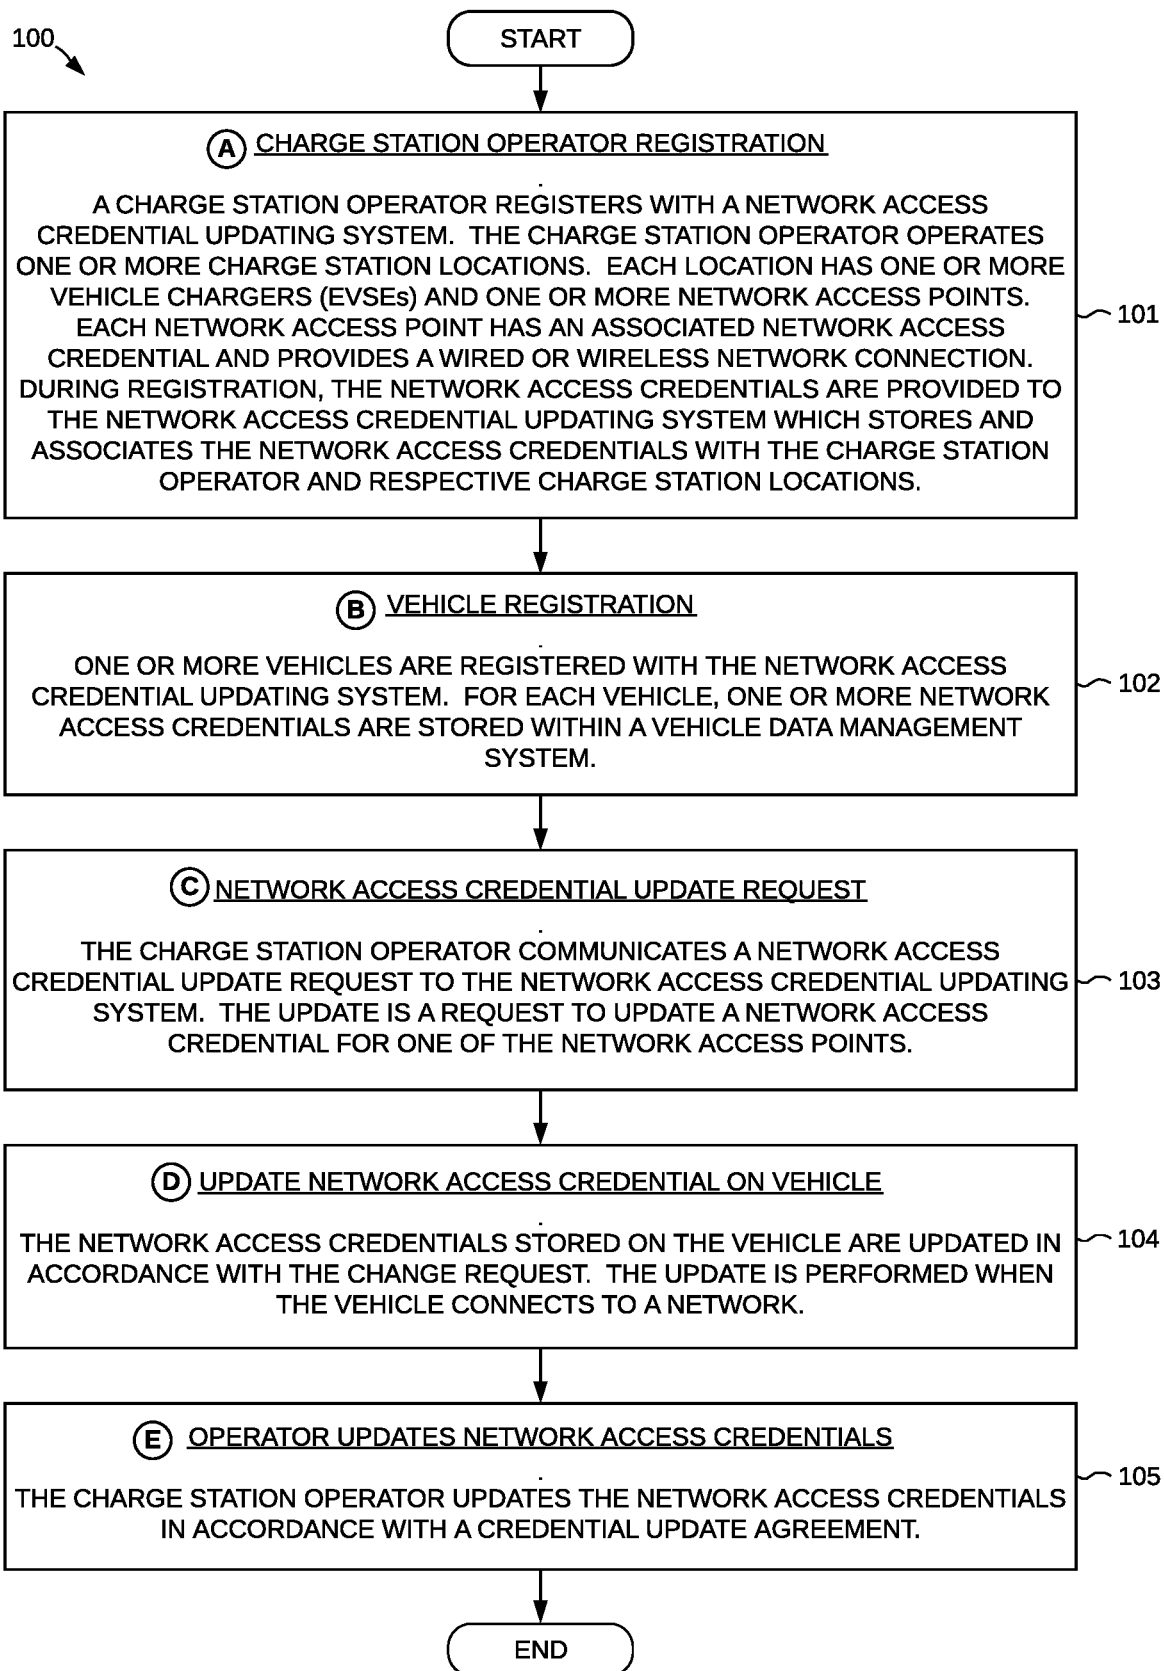 100
START
A CHARGE STATION OPERATOR REGISTRATION
.
A CHARGE STATION OPERATOR REGISTERS WITH A NETWORK ACCESS
CREDENTIAL UPDATING SYSTEM. THE CHARGE STATION OPERATOR OPERATES
ONE OR MORE CHARGE STATION LOCATIONS. EACH LOCATION HAS ONE OR MORE
VEHICLE CHARGERS (EVSEs) AND ONE OR MORE NETWORK ACCESS POINTS.
EACH NETWORK ACCESS POINT HAS AN ASSOCIATED NETWORK ACCESS
CREDENTIAL AND PROVIDES A WIRED OR WIRELESS NETWORK CONNECTION.
DURING REGISTRATION, THE NETWORK ACCESS CREDENTIALS ARE PROVIDED TO
THE NETWORK ACCESS CREDENTIAL UPDATING SYSTEM WHICH STORES AND
ASSOCIATES THE NETWORK ACCESS CREDENTIALS WITH THE CHARGE STATION
OPERATOR AND RESPECTIVE CHARGE STATION LOCATIONS.
101
B VEHICLE REGISTRATION
.
ONE OR MORE VEHICLES ARE REGISTERED WITH THE NETWORK ACCESS
CREDENTIAL UPDATING SYSTEM. FOR EACH VEHICLE, ONE OR MORE NETWORK
ACCESS CREDENTIALS ARE STORED WITHIN A VEHICLE DATA MANAGEMENT
SYSTEM.
102
C NETWORK ACCESS CREDENTIAL UPDATE REQUEST
.
THE CHARGE STATION OPERATOR COMMUNICATES A NETWORK ACCESS
CREDENTIAL UPDATE REQUEST TO THE NETWORK ACCESS CREDENTIAL UPDATING
SYSTEM. THE UPDATE IS A REQUEST TO UPDATE A NETWORK ACCESS
CREDENTIAL FOR ONE OF THE NETWORK ACCESS POINTS.
103
D UPDATE NETWORK ACCESS CREDENTIAL ON VEHICLE
.
THE NETWORK ACCESS CREDENTIALS STORED ON THE VEHICLE ARE UPDATED IN
ACCORDANCE WITH THE CHANGE REQUEST. THE UPDATE IS PERFORMED WHEN
THE VEHICLE CONNECTS TO A NETWORK.
104
E OPERATOR UPDATES NETWORK ACCESS CREDENTIALS
.
THE CHARGE STATION OPERATOR UPDATES THE NETWORK ACCESS CREDENTIALS
IN ACCORDANCE WITH A CREDENTIAL UPDATE AGREEMENT.
105
END